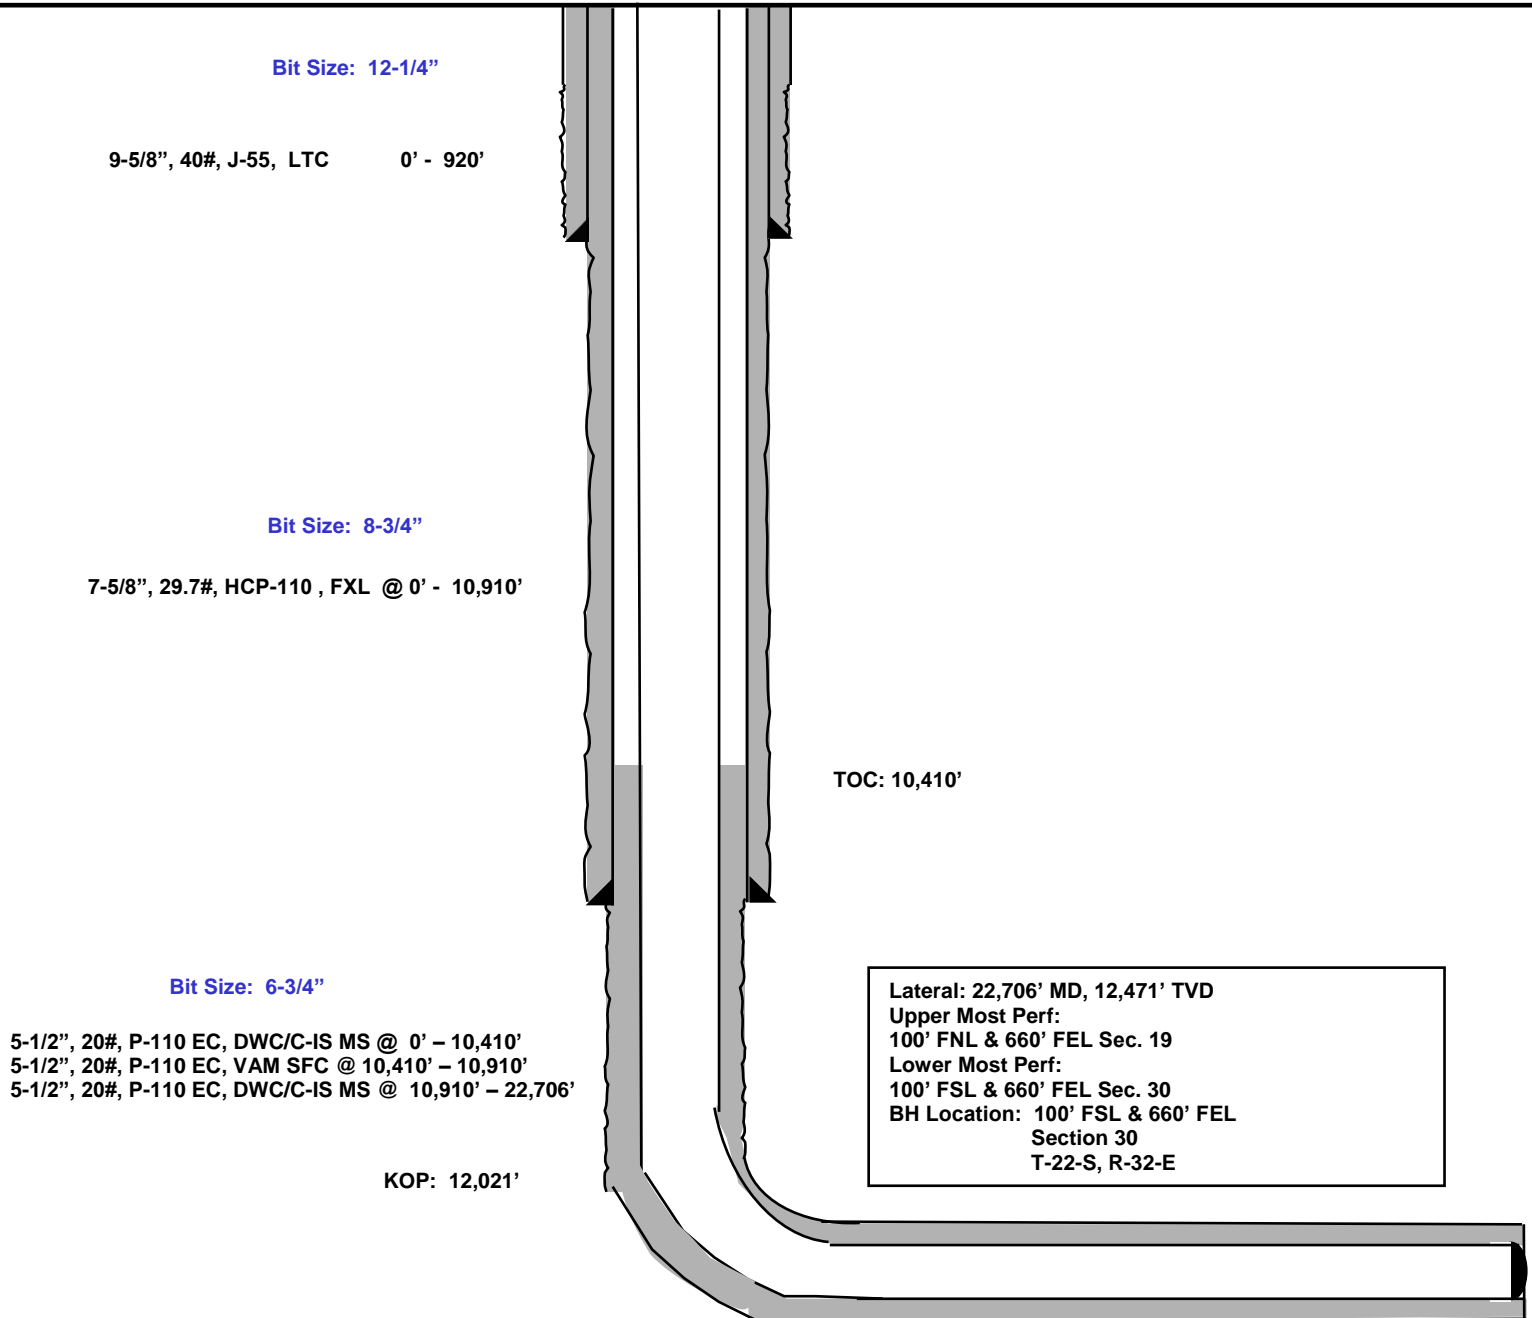 Bit Size: 12-1/4”
9-5/8”, 40#, J-55, LTC 0’ - 920’
Bit Size: 8-3/4”
7-5/8”, 29.7#, HCP-110 , FXL @ 0’ - 10,910’
TOC: 10,410’
Bit Size: 6-3/4”
5-1/2”, 20#, P-110 EC, DWC/C-IS MS @ 0’ – 10,410’
5-1/2”, 20#, P-110 EC, VAM SFC @ 10,410’ – 10,910’
5-1/2”, 20#, P-110 EC, DWC/C-IS MS @ 10,910’ – 22,706’
KOP: 12,021’
Lateral: 22,706’ MD, 12,471’ TVD
Upper Most Perf:
100’ FNL & 660’ FEL Sec. 19
Lower Most Perf:
100’ FSL & 660’ FEL Sec. 30
BH Location: 100’ FSL & 660’ FEL
Section 30
T-22-S, R-32-E